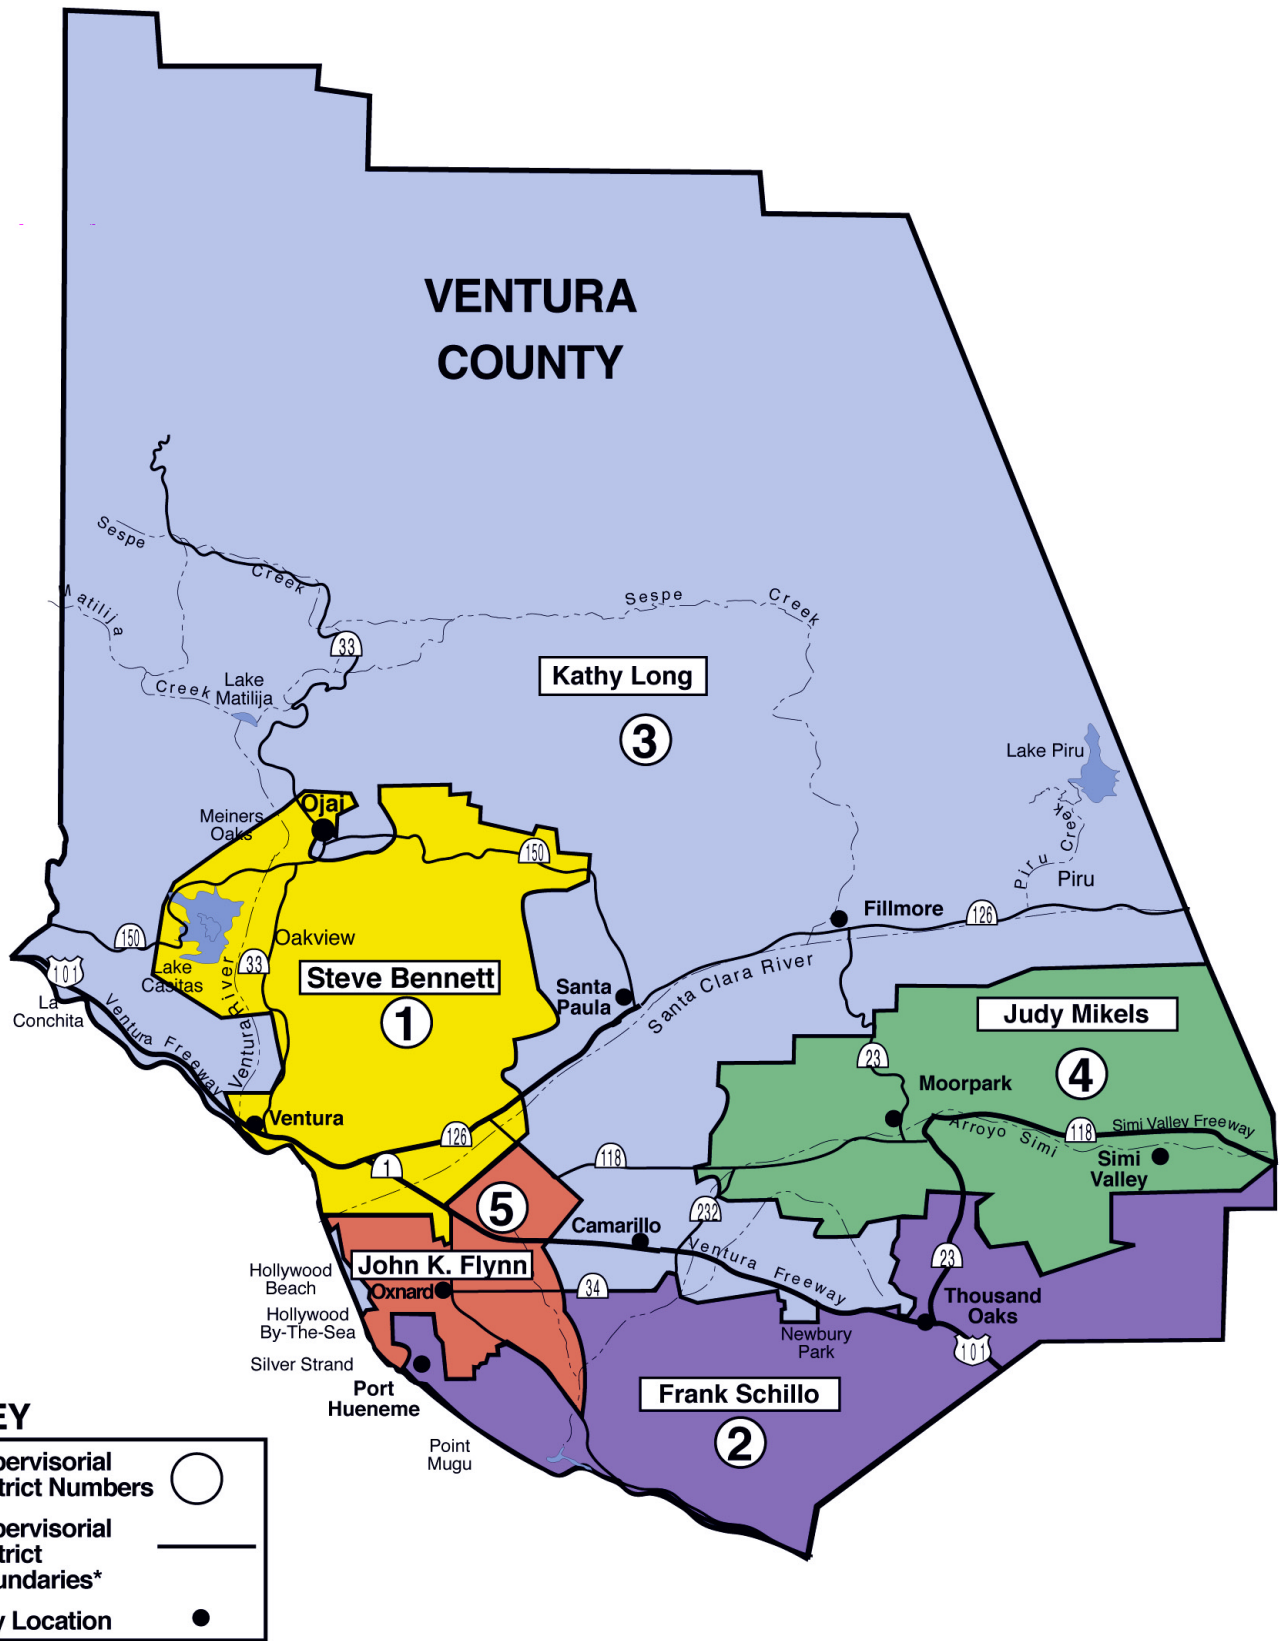 VENTURA
COUNTY
Sespe
Creek
Matilija
Creek
Sespe
Creek
33
Lake
Matilija
Kathy Long
3
Lake Piru
Piru Creek
Piru
Meiners
Oaks
Ojai
150
Fillmore
126
150
101
La
Conchita
Lake
Casitas
Oakview
33
Ventura River
Steve Bennett
1
Santa
Paula
Santa Clara River
Ventura Freeway
Ventura
126
1
Judy Mikels
4
23
Moorpark
Arroyo Simi
118
Simi Valley Freeway
Simi
Valley
118
5
232
Camarillo
Ventura Freeway
23
John K. Flynn
Oxnard
34
Hollywood
Beach
Hollywood
By-The-Sea
Silver Strand
Port
Hueneme
Point
Mugu
Newbury
Park
Thousand
Oaks
101
Frank Schillo
2
EY
pervisorial
trict Numbers
pervisorial
trict
undaries*
y Location